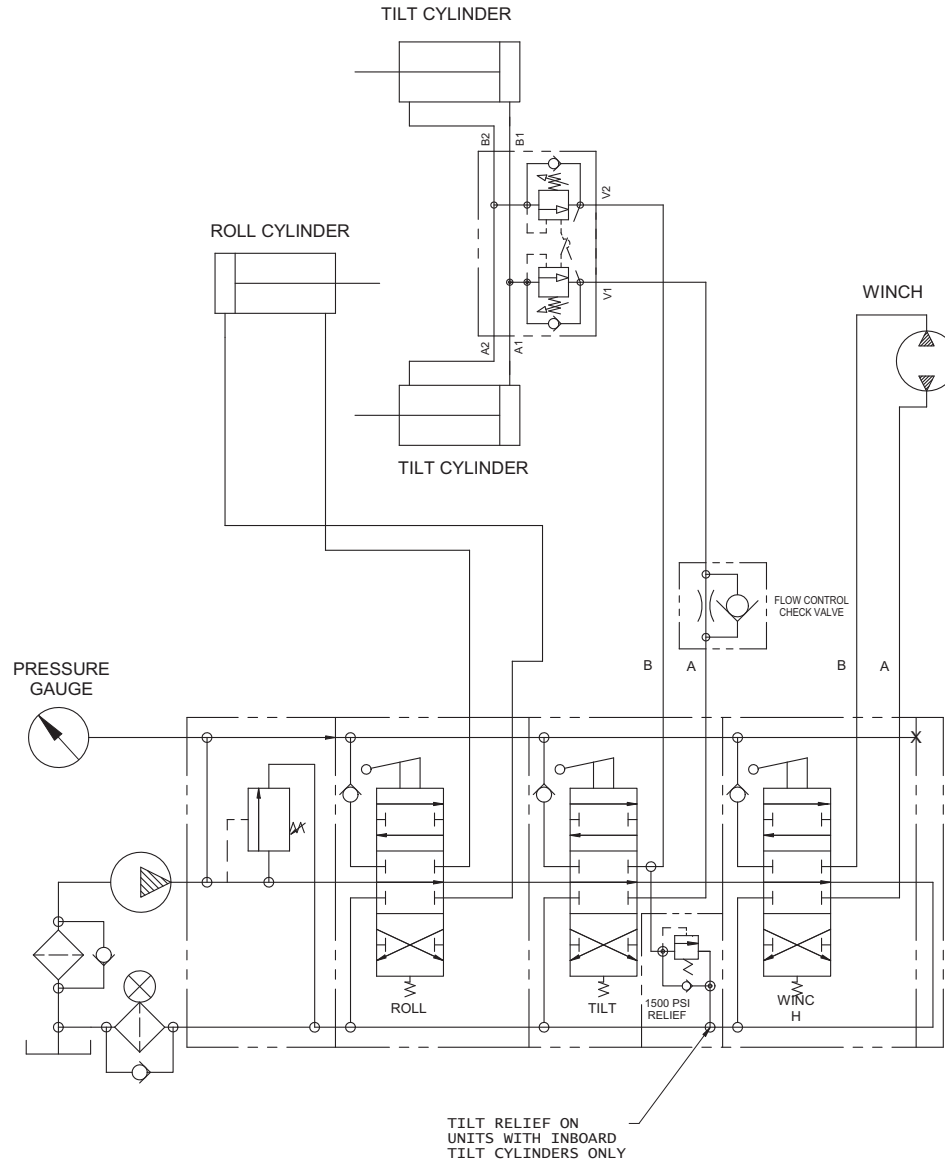 TILT CYLINDER
B2
B1
V2
ROLL CYLINDER
V1
WINCH
A2
A1
TILT CYLINDER
FLOW CONTROL
CHECK VALVE
B
A
B
A
PRESSURE
GAUGE
X
ROLL
TILT
1500 PSI
RELIEF
WINC
H
TILT RELIEF ON
UNITS WITH INBOARD
TILT CYLINDERS ONLY